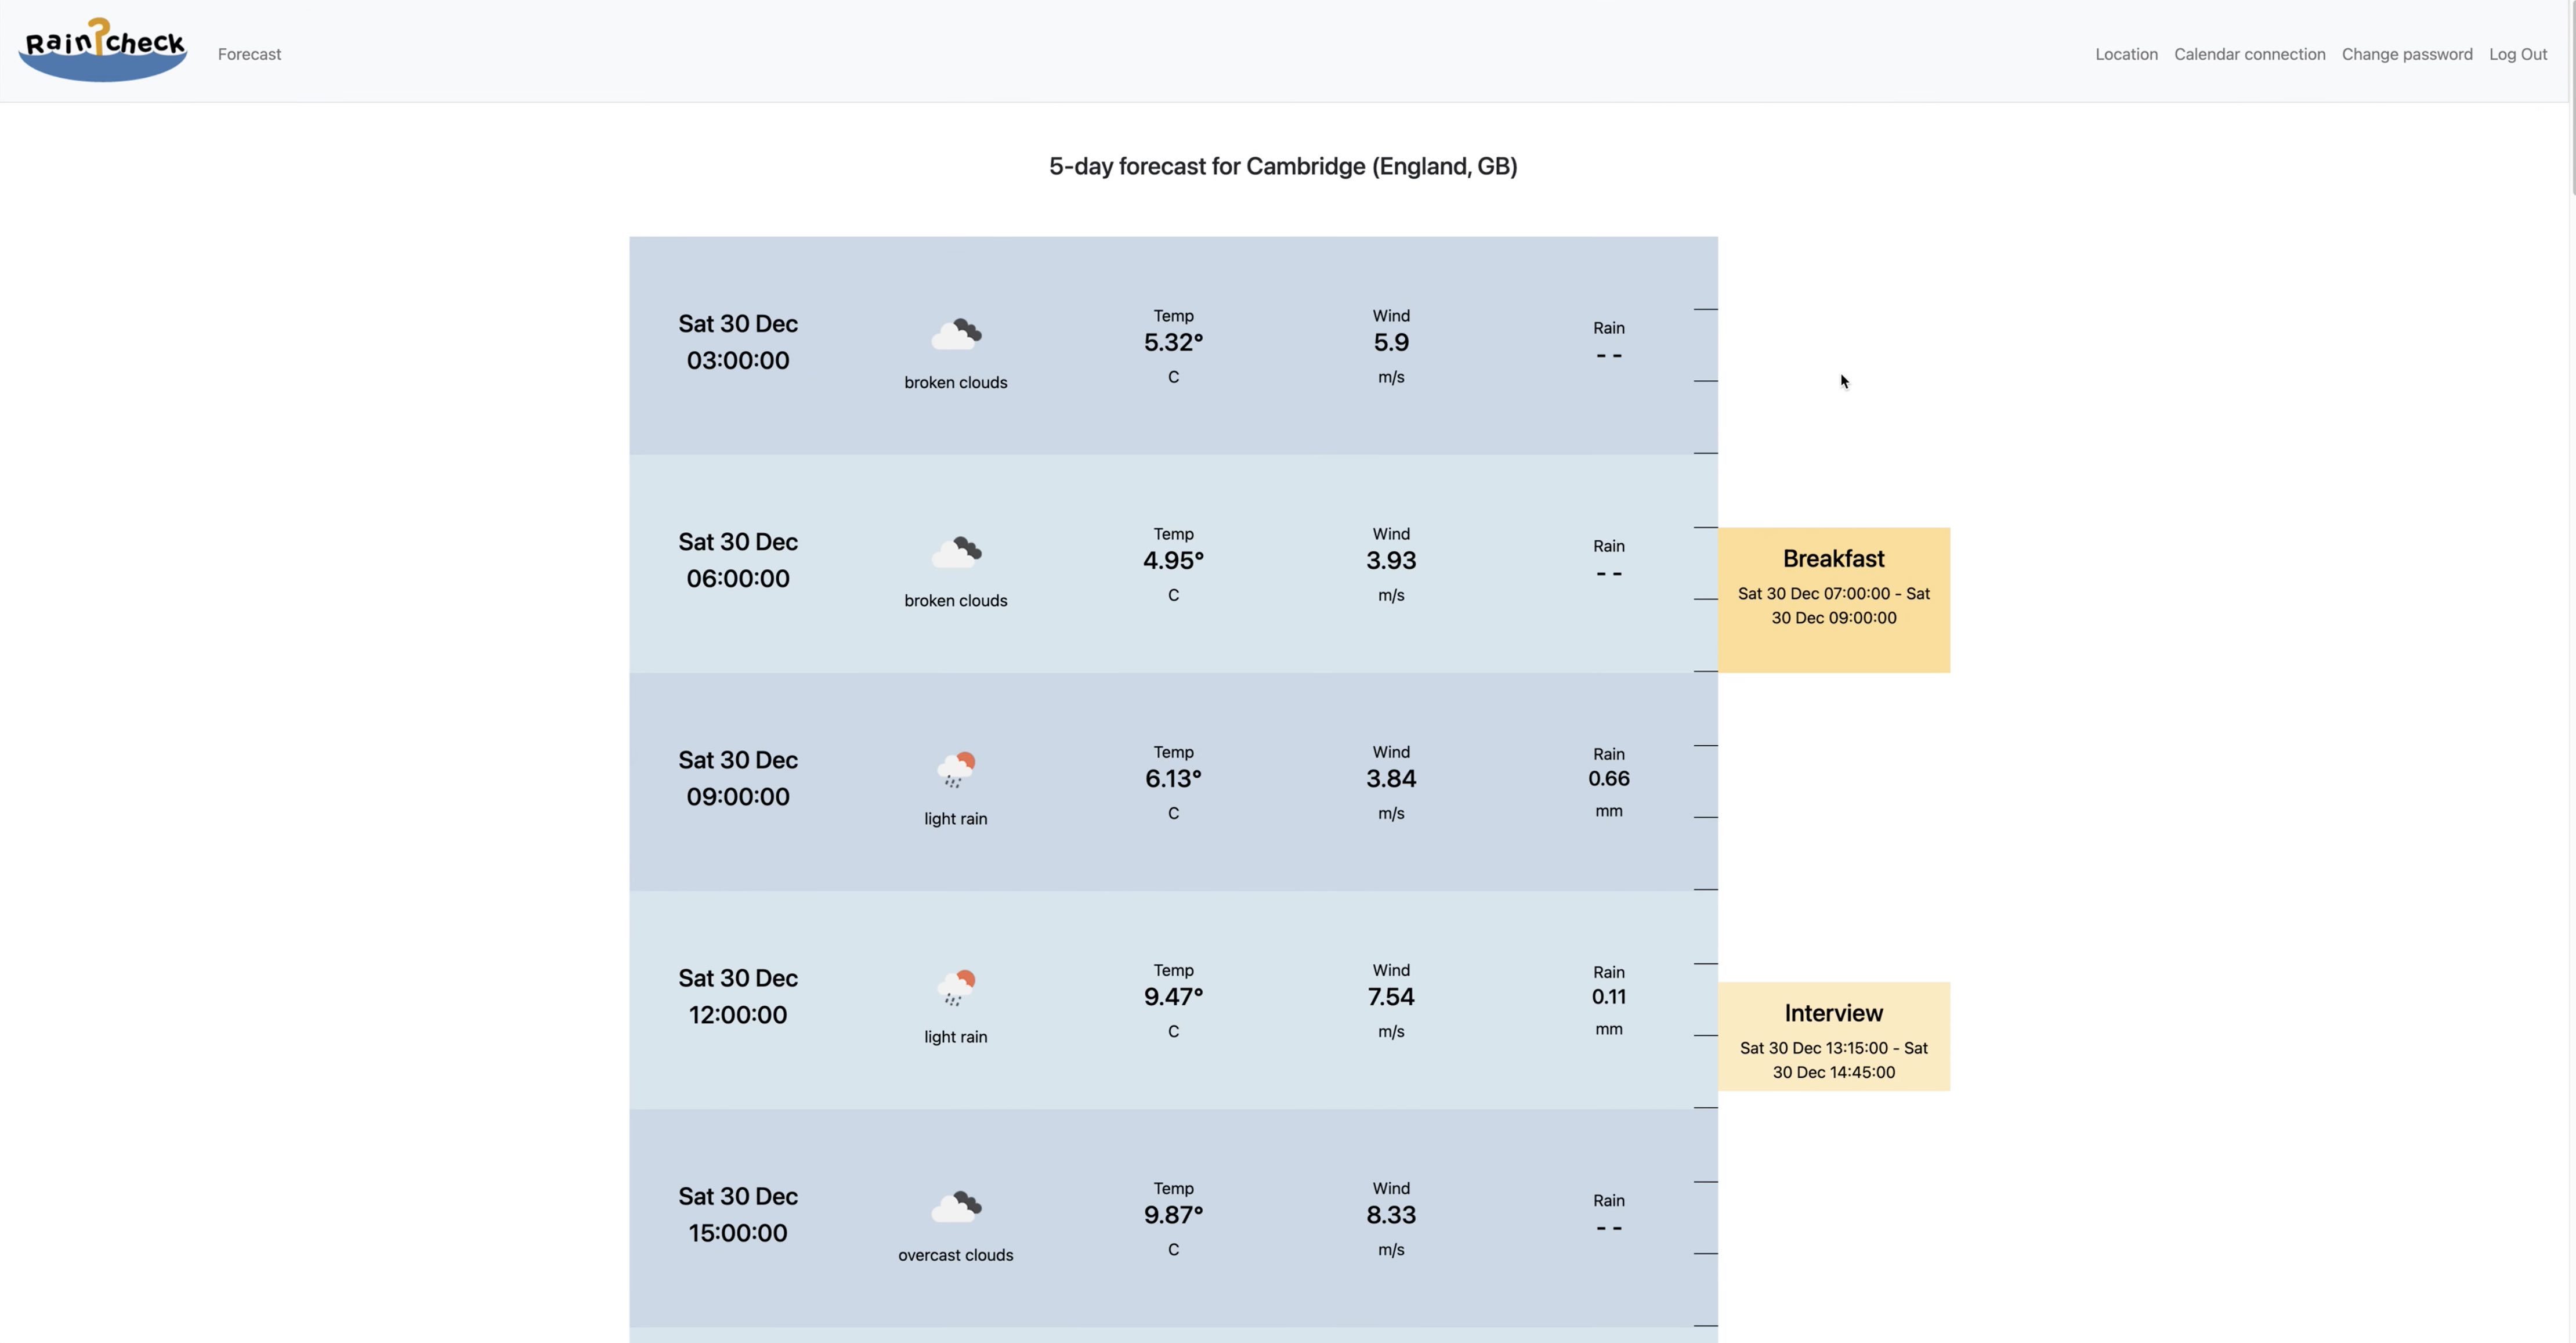 Rain?check
Forecast
Location
Calendar connection
Change password
Log Out
5-day forecast for Cambridge (England, GB)
Sat 30 Dec
03:00:00
broken clouds
Temp
5.32°
C
Wind
5.9
m/s
Rain
- -
Sat 30 Dec
06:00:00
broken clouds
Temp
4.95°
C
Wind
3.93
m/s
Rain
- -
Breakfast
Sat 30 Dec 07:00:00 - Sat
30 Dec 09:00:00
Sat 30 Dec
09:00:00
light rain
Temp
6.13°
C
Wind
3.84
m/s
Rain
0.66
mm
Sat 30 Dec
12:00:00
light rain
Temp
9.47°
C
Wind
7.54
m/s
Rain
0.11
mm
Interview
Sat 30 Dec 13:15:00 - Sat
30 Dec 14:45:00
Sat 30 Dec
15:00:00
overcast clouds
Temp
9.87°
C
Wind
8.33
m/s
Rain
- -